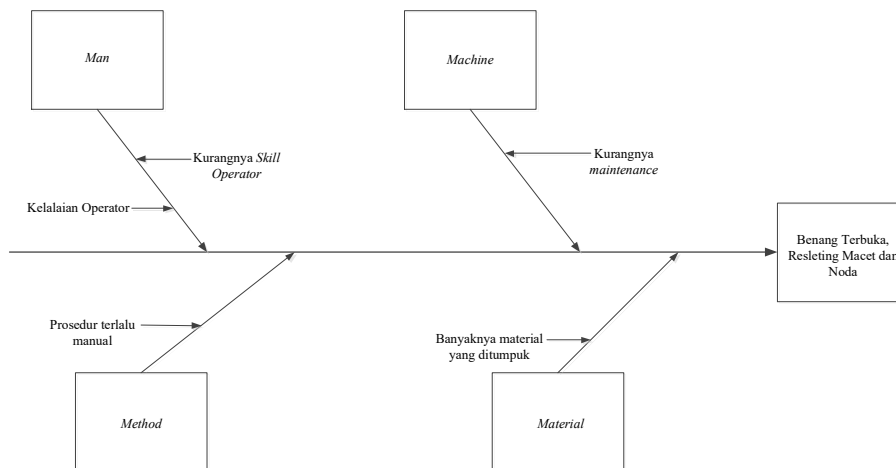 Man
Machine
Kurangnya Skill
Operator
Kurangnya
maintenance
Kelalaian Operator
Benang Terbuka,
Resleting Macet dan
Noda
Prosedur terlalu
manual
Banyaknya material
yang ditumpuk
Method
Material